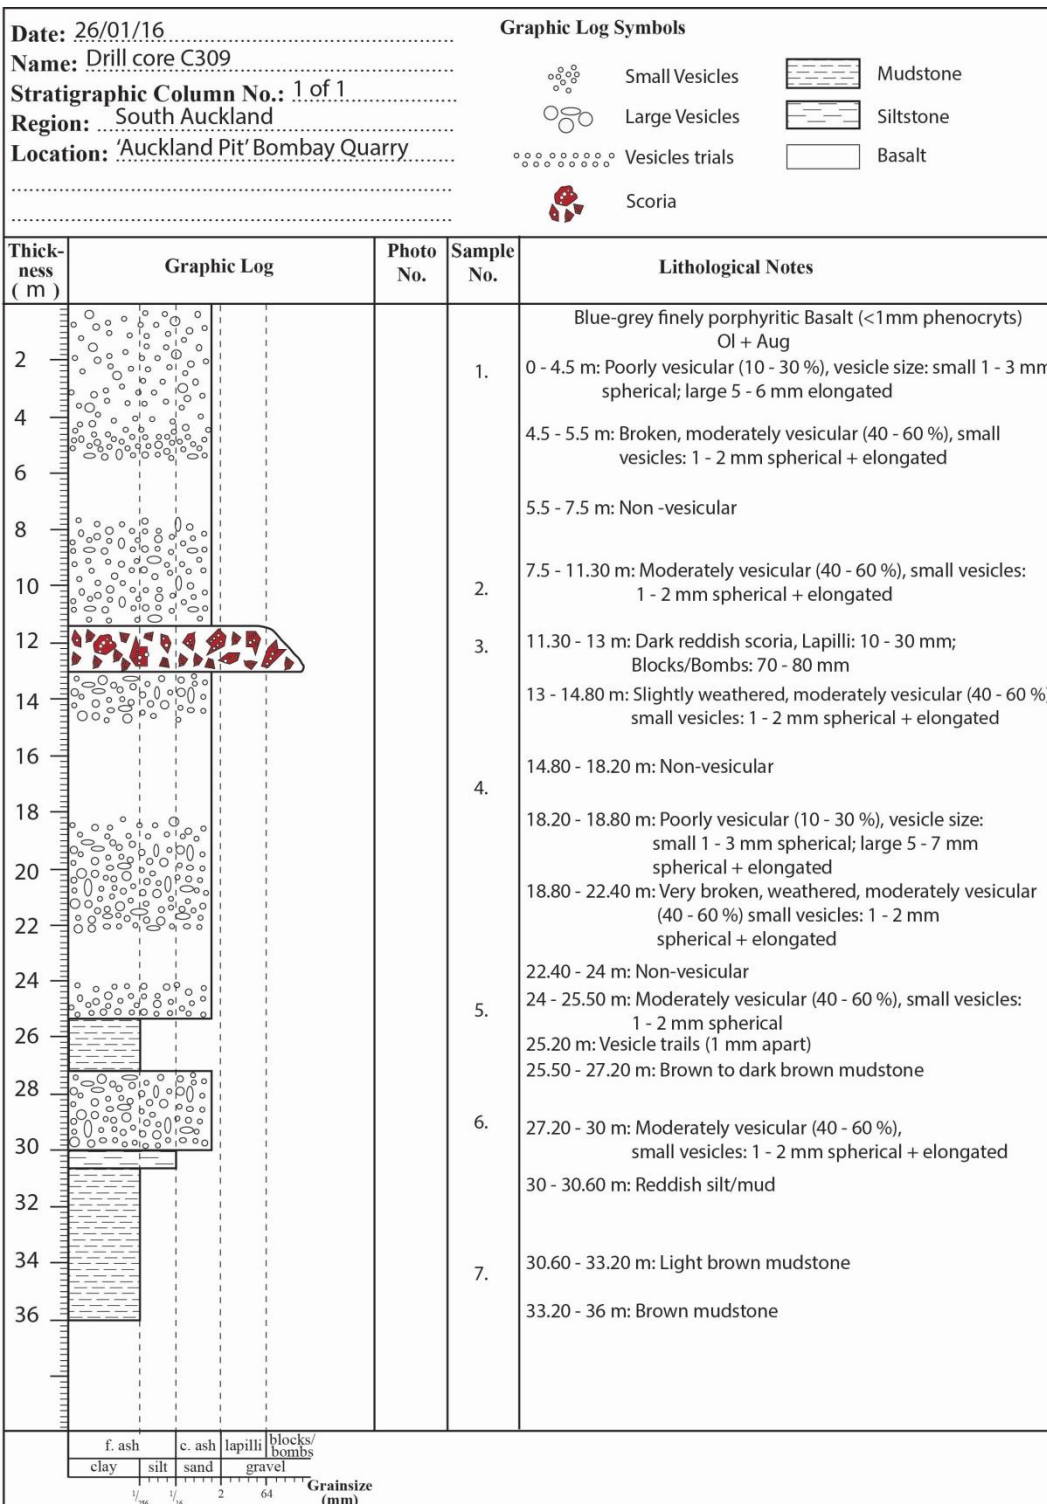 Date: 26/01/16
Name: Drill core C309
Stratigraphic Column No.: 1 of 1
Region: South Auckland
Location: 'Auckland Pit' Bombay Quarry
Graphic Log Symbols
Small Vesicles
Large Vesicles
Vesicles trials
Scoria
Mudstone
Siltstone
Basalt
Thick-
ness
( m )
Graphic Log
Photo
No.
Sample
No.
Lithological Notes
Blue-grey finely porphyritic Basalt (<1mm phenocryts)
Ol + Aug
2
1.
0 - 4.5 m: Poorly vesicular (10 - 30 %), vesicle size: small 1 - 3 mm
spherical; large 5 - 6 mm elongated
4
4.5 - 5.5 m: Broken, moderately vesicular (40 - 60 %), small
vesicles: 1 - 2 mm spherical + elongated
6
5.5 - 7.5 m: Non -vesicular
8
7.5 - 11.30 m: Moderately vesicular (40 - 60 %), small vesicles:
1 - 2 mm spherical + elongated
10
2.
12
3.
11.30 - 13 m: Dark reddish scoria, Lapilli: 10 - 30 mm;
Blocks/Bombs: 70 - 80 mm
13 - 14.80 m: Slightly weathered, moderately vesicular (40 - 60 %)
small vesicles: 1 - 2 mm spherical + elongated
14
16
14.80 - 18.20 m: Non-vesicular
4.
18
18.20 - 18.80 m: Poorly vesicular (10 - 30 %), vesicle size:
small 1 - 3 mm spherical; large 5 - 7 mm
spherical + elongated
20
18.80 - 22.40 m: Very broken, weathered, moderately vesicular
(40 - 60 %) small vesicles: 1 - 2 mm
spherical + elongated
22
22.40 - 24 m: Non-vesicular
24
24 - 25.50 m: Moderately vesicular (40 - 60 %), small vesicles:
1 - 2 mm spherical
5.
25.20 m: Vesicle trails (1 mm apart)
26
25.50 - 27.20 m: Brown to dark brown mudstone
28
6.
27.20 - 30 m: Moderately vesicular (40 - 60 %),
small vesicles: 1 - 2 mm spherical + elongated
30
30 - 30.60 m: Reddish silt/mud
32
34
30.60 - 33.20 m: Light brown mudstone
7.
36
33.20 - 36 m: Brown mudstone
f. ash
c. ash
lapilli
blocks/
bombs
clay
silt
sand
gravel
1/256
1/16
2
64
Grainsize
(mm)